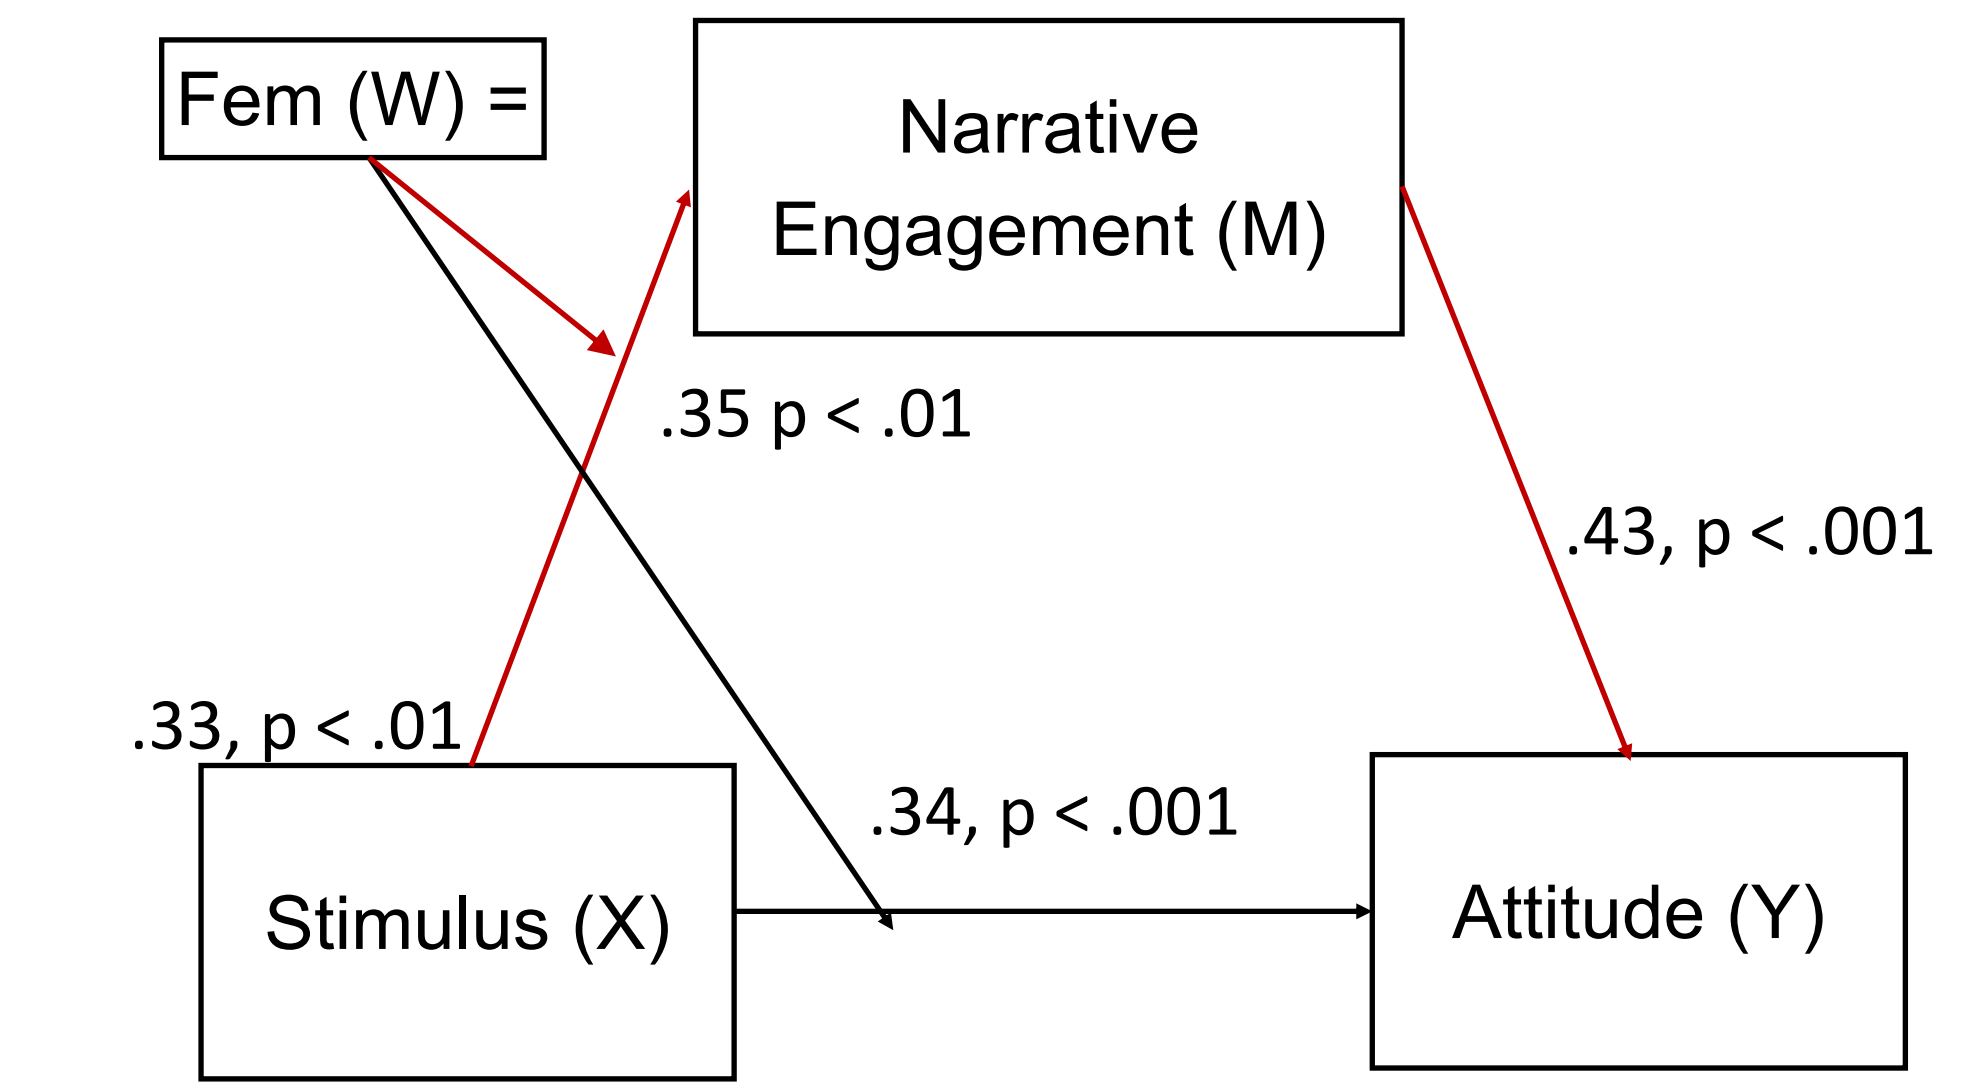 Fem (W) =
Narrative
Engagement (M)
.35 p < .01
.43, p < .001
.33, p < .01
.34, p < .001
Stimulus (X)
Attitude (Y)